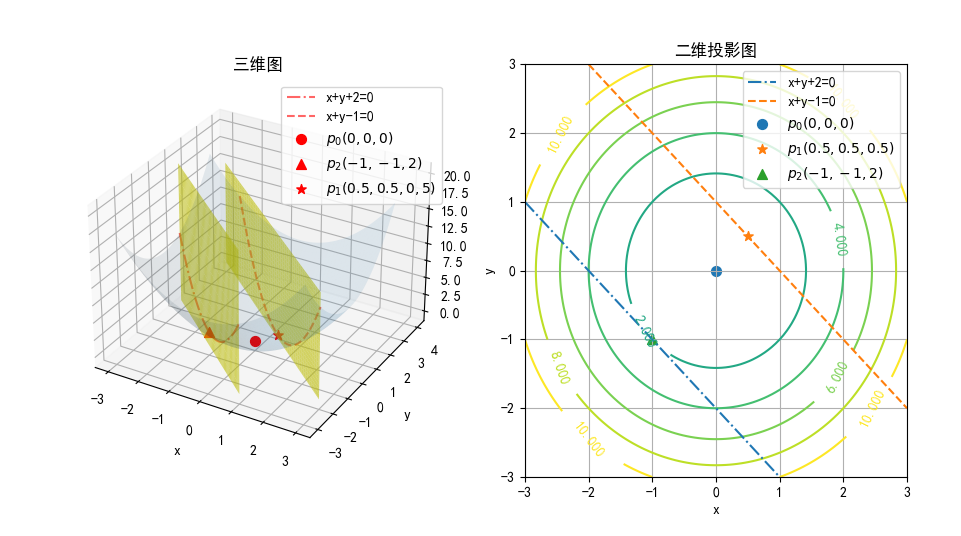 三维图
x+y+2=0
x+y−1=0
p₀(0, 0, 0)
p₂(−1, −1, 2)
p₁(0.5, 0.5, 0,5)
20.0
17.5
15.0
12.5
10.0
7.5
5.0
2.5
0.0
−3
−2
−1
0
1
2
3
x
−3
−2
−1
0
1
2
3
4
y
二维投影图
x+y+2=0
x+y−1=0
p₀(0, 0, 0)
p₁(0.5, 0.5, 0.5)
p₂(−1, −1, 2)
10.000
4.000
8.000
6.000
10.000
10.000
3
2
1
0
−1
−2
−3
y
−3
−2
−1
0
1
2
3
x